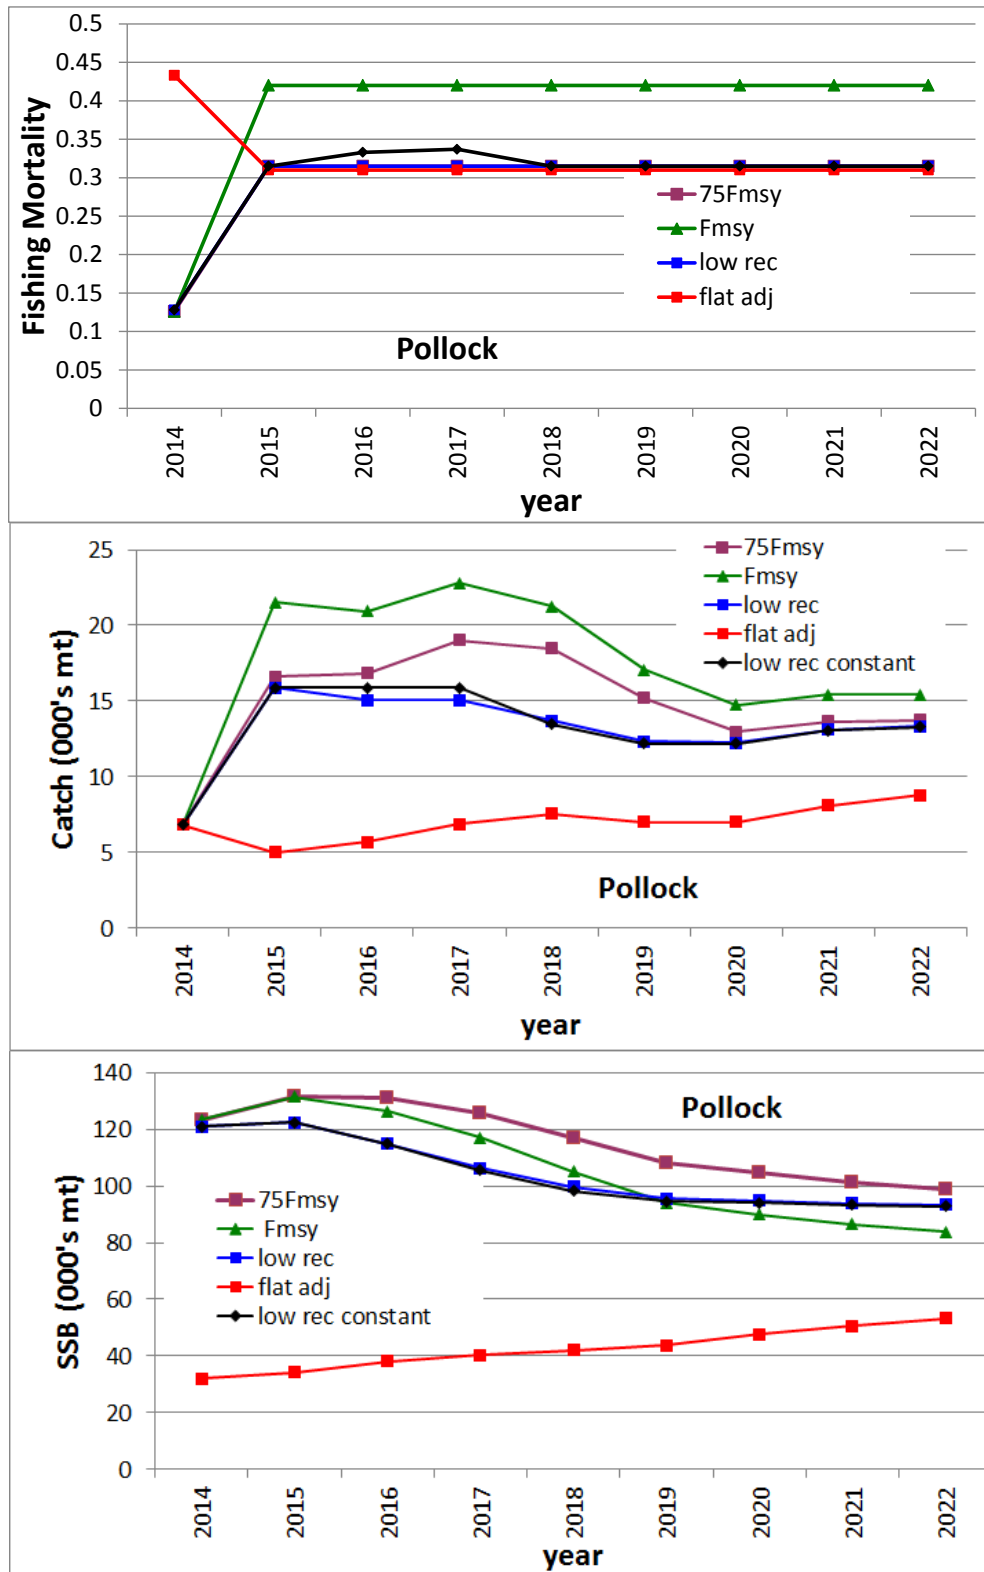 0.5
0.45
0.4
0.35
0.3
0.25
0.2
0.15
0.1
0.05
0
Fishing Mortality
75Fmsy
Fmsy
low rec
flat adj
Pollock
2014
2015
2016
2017
2018
2019
2020
2021
2022
year
25
20
15
10
5
0
Catch (000's mt)
75Fmsy
Fmsy
low rec
flat adj
low rec constant
Pollock
2014
2015
2016
2017
2018
2019
2020
2021
2022
year
140
120
100
80
60
40
20
0
SSB (000's mt)
Pollock
75Fmsy
Fmsy
low rec
flat adj
low rec constant
2014
2015
2016
2017
2018
2019
2020
2021
2022
year